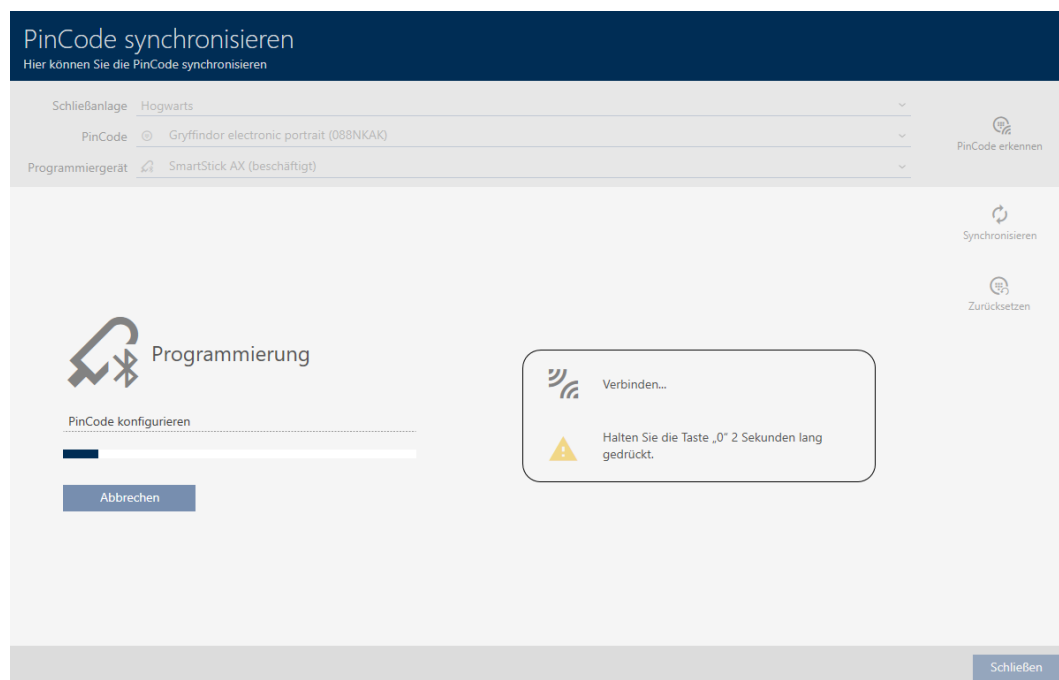 PinCode synchronisieren
Hier können Sie die PinCode synchronisieren
Schließanlage Hogwarts
PinCode Gryffindor electronic portrait (088NKAK)
PinCode erkennen
Programmiergerät SmartStick AX (beschäftigt)
Synchronisieren
Zurücksetzen
Programmierung
PinCode konfigurieren
Abbrechen
Verbinden...
Halten Sie die Taste „0“ 2 Sekunden lang
gedrückt.
Schließen